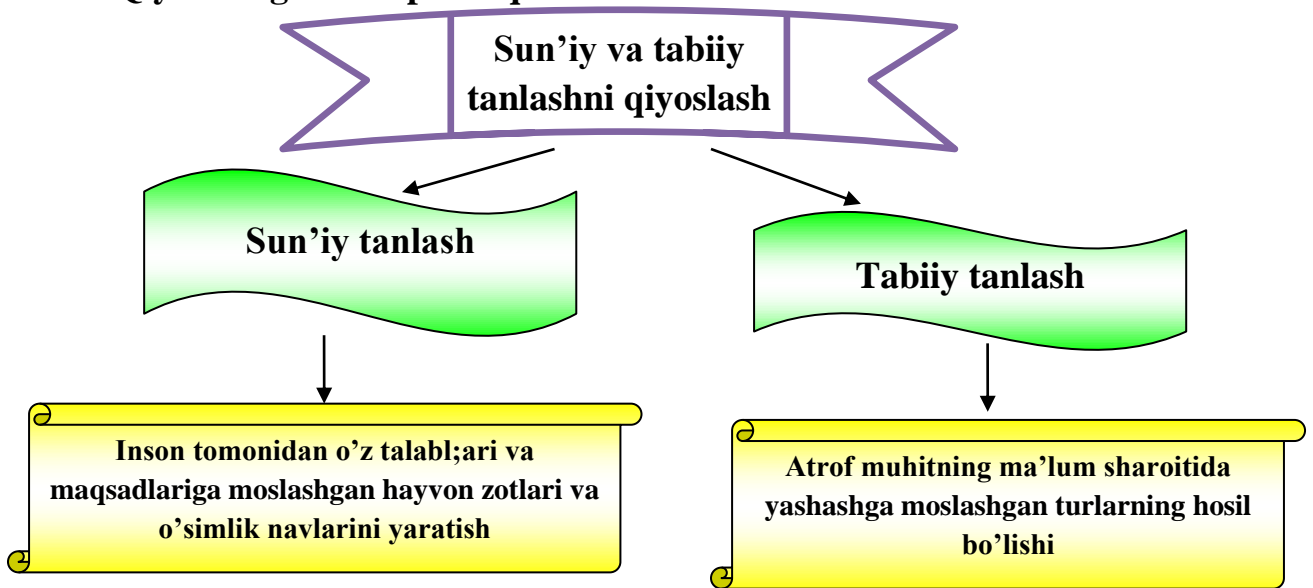 Sun’iy va tabiiy
tanlashni qiyoslash
Sun’iy tanlash
Tabiiy tanlash
Inson tomonidan o’z talabl;ari va
maqsadlariga moslashgan hayvon zotlari va
o’simlik navlarini yaratish
Atrof muhitning ma’lum sharoitida
yashashga moslashgan turlarning hosil
bo’lishi